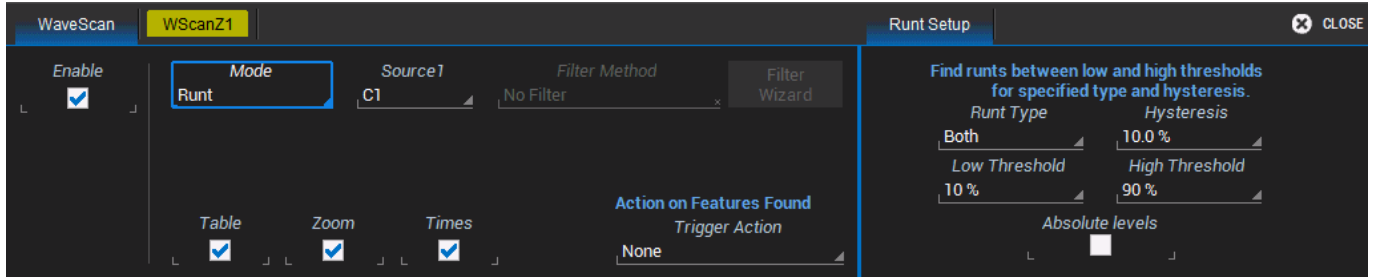 WaveScan WScanZ1 Runt Setup CLOSE
Enable Mode Source1 Filter Method Filter Wizard
Runt C1 No Filter
Table Zoom Times
Action on Features Found
Trigger Action
None
Find runts between low and high thresholds
for specified type and hysteresis.
Runt Type Hysteresis
Both 10.0 %
Low Threshold High Threshold
10 % 90 %
Absolute levels